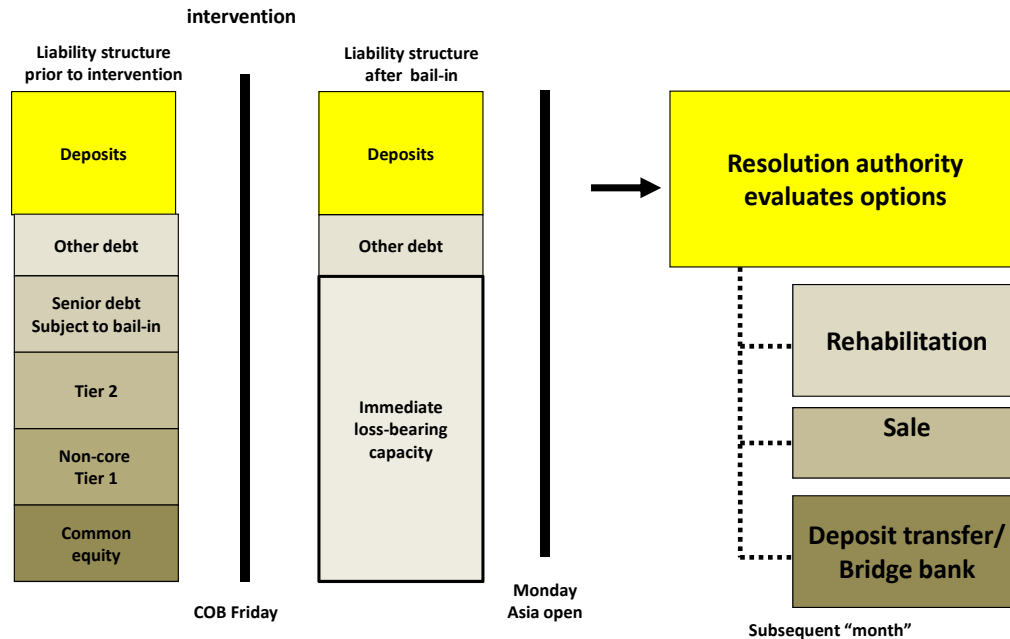 intervention
Liability structure
prior to intervention
Deposits
Other debt
Senior debt
Subject to bail-in
Tier 2
Non-core
Tier 1
Common
equity
COB Friday
Liability structure
after bail-in
Deposits
Other debt
Immediate
loss-bearing
capacity
Monday
Asia open
Resolution authority
evaluates options
Rehabilitation
Sale
Deposit transfer/
Bridge bank
Subsequent “month”